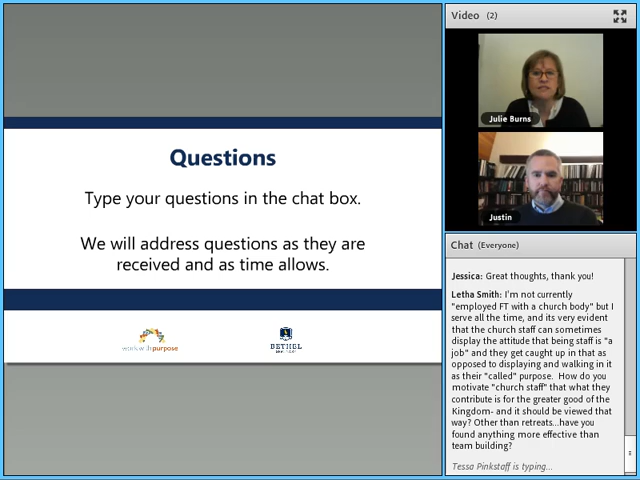 Questions
Type your questions in the chat box.
We will address questions as they are
received and as time allows.
workwithpurpose
BETHEL
Video (2)
Julie Burns
Justin
Chat (Everyone)
Jessica: Great thoughts, thank you!
Letha Smith: I'm not currently
"employed FT with a church body" but I
serve all the time, and its very evident
that the church staff can sometimes
display the attitude that being staff is "a
job" and they get caught up in that as
opposed to displaying and walking in it
as their "called" purpose.  How do you
motivate "church staff" that what they
contribute is for the greater good of the
Kingdom- and it should be viewed that
way? Other than retreats...have you
found anything more effective than
team building?
Tessa Pinkstaff is typing...